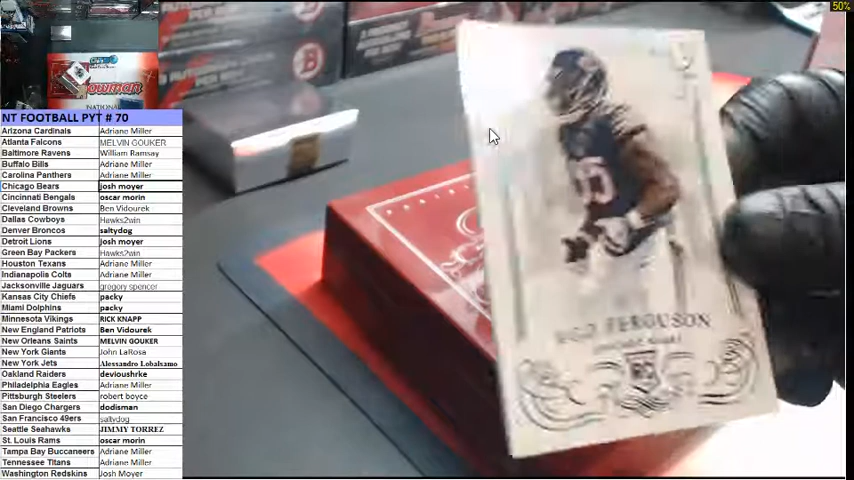 50%
owman
NATIONAL
NT FOOTBALL PYT # 70
Arizona Cardinals Adriane Miller
Atlanta Falcons MELVIN GOUKER
Baltimore Ravens William Ramsay
Buffalo Bills Adriane Miller
Carolina Panthers Adriane Miller
Chicago Bears josh moyer
Cincinnati Bengals oscar morin
Cleveland Browns Ben Vidourek
Dallas Cowboys Hawks2win
Denver Broncos saltydog
Detroit Lions josh moyer
Green Bay Packers Hawks2win
Houston Texans Adriane Miller
Indianapolis Colts Adriane Miller
Jacksonville Jaguars gregory spencer
Kansas City Chiefs packy
Miami Dolphins packy
Minnesota Vikings RICK KNAPP
New England Patriots Ben Vidourek
New Orleans Saints MELVIN GOUKER
New York Giants John LaRosa
New York Jets Alessandro Lobalsamo
Oakland Raiders devioushrke
Philadelphia Eagles Adriane Miller
Pittsburgh Steelers robert boyce
San Diego Chargers dodisman
San Francisco 49ers saltydog
Seattle Seahawks JIMMY TORREZ
St. Louis Rams oscar morin
Tampa Bay Buccaneers Adriane Miller
Tennessee Titans Adriane Miller
Washington Redskins Josh Moyer
FERGUSON